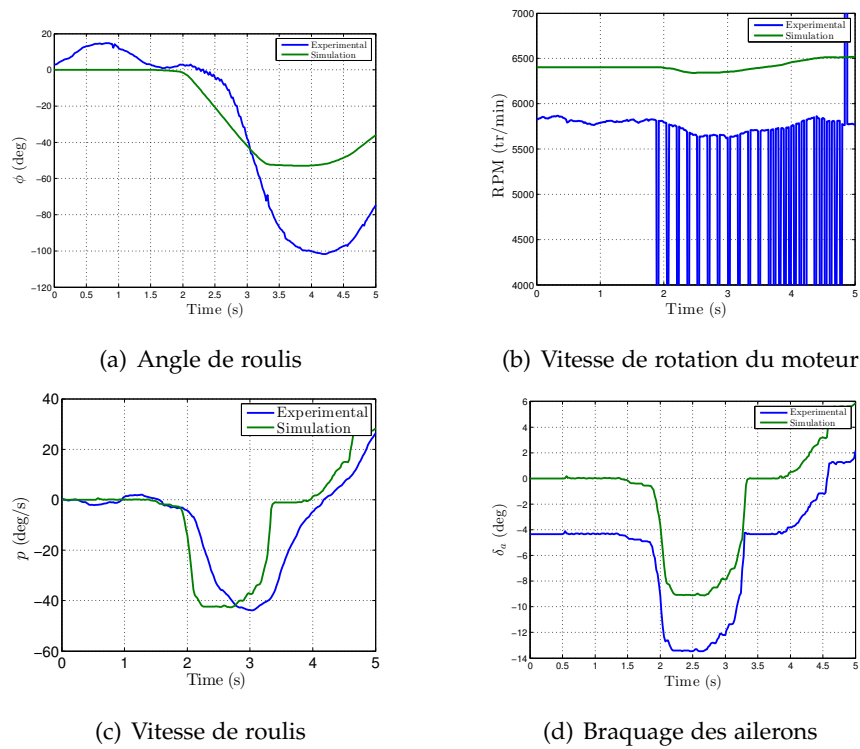 20
0
−20
−40
−60
−80
−100
−120
0 0.5 1 1.5 2 2.5 3 3.5 4 4.5 5
Time (s)
ϕ (deg)
Experimental
Simulation
(a) Angle de roulis
7000
6500
6000
5500
5000
4500
4000
0 1 2 3 4 5
Time (s)
RPM (tr/min)
Experimental
Simulation
(b) Vitesse de rotation du moteur
40
20
0
−20
−40
−60
0 1 2 3 4 5
Time (s)
p (deg/s)
Experimental
Simulation
(c) Vitesse de roulis
6
4
2
0
−2
−4
−6
−8
−10
−12
−14
0 0.5 1 1.5 2 2.5 3 3.5 4 4.5 5
Time (s)
δa (deg)
Experimental
Simulation
(d) Braquage des ailerons